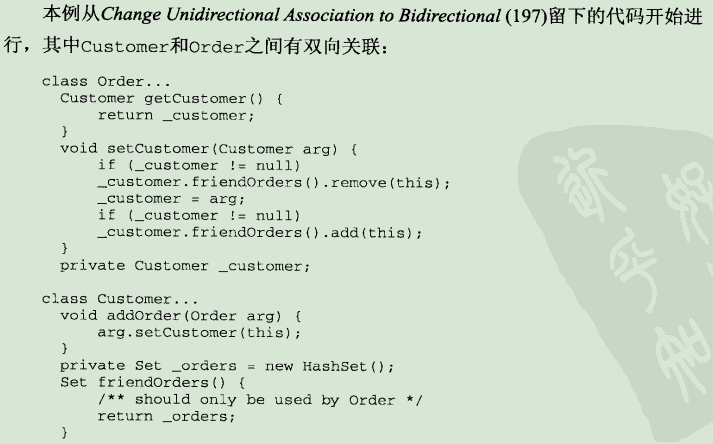 本例从Change Unidirectional Association to Bidirectional (197)留下的代码开始进
行，其中Customer和Order之间有双向关联：
class Order...
Customer getCustomer() {
return _customer;
}
void setCustomer(Customer arg) {
if (_customer != null)
_customer.friendOrders().remove(this);
_customer = arg;
if (_customer != null)
_customer.friendOrders().add(this);
}
private Customer _customer;
class Customer...
void addOrder(Order arg) {
arg.setCustomer(this);
}
private Set _orders = new HashSet();
Set friendOrders() {
/** should only be used by Order */
return _orders;
}